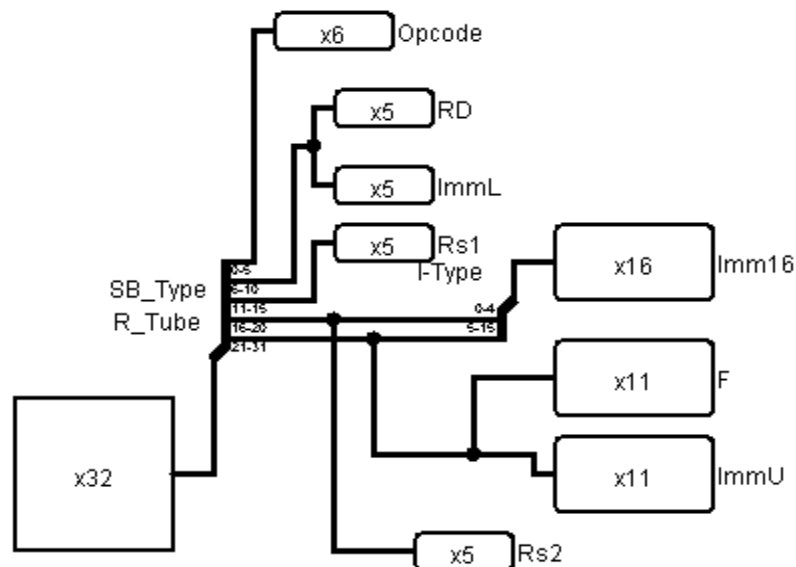 x6 Opcode
x5 RD
x5 ImmL
x5 Rs1
I-Type
x16 Imm16
SB_Type
R_Tube
0-5
6-10
11-15
16-20
21-31
0-4
5-15
x11 F
x32
x11 ImmU
x5 Rs2